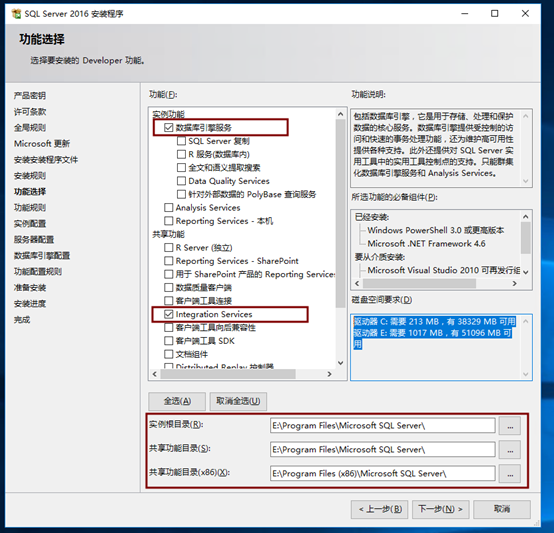 SQL Server 2016 安装程序
功能选择
选择要安装的 Developer 功能。
产品密钥
许可条款
全局规则
Microsoft 更新
安装安装程序文件
安装规则
功能选择
功能规则
实例配置
服务器配置
数据库引擎配置
功能配置规则
准备安装
安装进度
完成
功能(F):
实例功能
数据库引擎服务
SQL Server 复制
R 服务(数据库内)
全文和语义提取搜索
Data Quality Services
针对外部数据的 PolyBase 查询服务
Analysis Services
Reporting Services - 本机
共享功能
R Server (独立)
Reporting Services - SharePoint
用于 SharePoint 产品的 Reporting Services
数据质量客户端
客户端工具连接
Integration Services
客户端工具向后兼容性
客户端工具 SDK
文档组件
Distributed Replay 控制器
全选(A)
取消全选(U)
功能说明:
包括数据库引擎，它是用于存储、处理和保护
数据的核心服务。数据库引擎提供受控制的访
问和快速的事务处理功能，还为维护高可用性
提供各种支持。此外还提供对 SQL Server 实
用工具中的实用工具控制点的支持。只能群集
化数据库引擎服务和 Analysis Services。
所选功能的必备组件(P):
已经安装:
Windows PowerShell 3.0 或更高版本
Microsoft .NET Framework 4.6
要从介质安装:
Microsoft Visual Studio 2010 可再发行组
磁盘空间要求(D)
驱动器 C: 需要 213 MB，有 38329 MB 可用
驱动器 E: 需要 1017 MB，有 51096 MB 可
用
实例根目录(R):
E:\Program Files\Microsoft SQL Server\
...
共享功能目录(S):
E:\Program Files\Microsoft SQL Server\
...
共享功能目录(x86)(X):
E:\Program Files (x86)\Microsoft SQL Server\
...
< 上一步(B)
下一步(N) >
取消